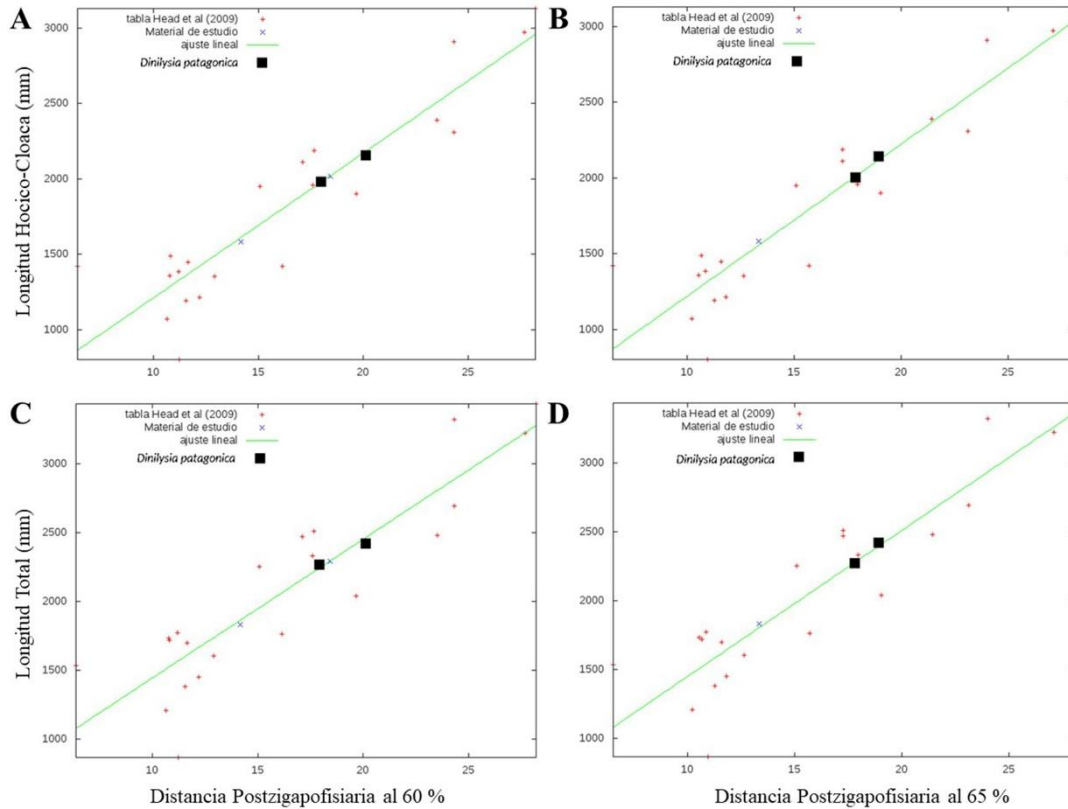 A
Longitud Hocico-Cloaca (mm)
3000
2500
2000
1500
1000
tabla Head et al (2009)
Material de estudio
ajuste lineal
Dinilysia patagonica
10 15 20 25
B
3000
2500
2000
1500
1000
tabla Head et al (2009)
Material de estudio
ajuste lineal
Dinilysia patagonica
10 15 20 25
C
Longitud Total (mm)
3000
2500
2000
1500
1000
tabla Head et al (2009)
Material de estudio
ajuste lineal
Dinilysia patagonica
10 15 20 25
Distancia Postzigapofisiaria al 60 %
D
3000
2500
2000
1500
1000
tabla Head et al (2009)
Material de estudio
ajuste lineal
Dinilysia patagonica
10 15 20 25
Distancia Postzigapofisiaria al 65 %